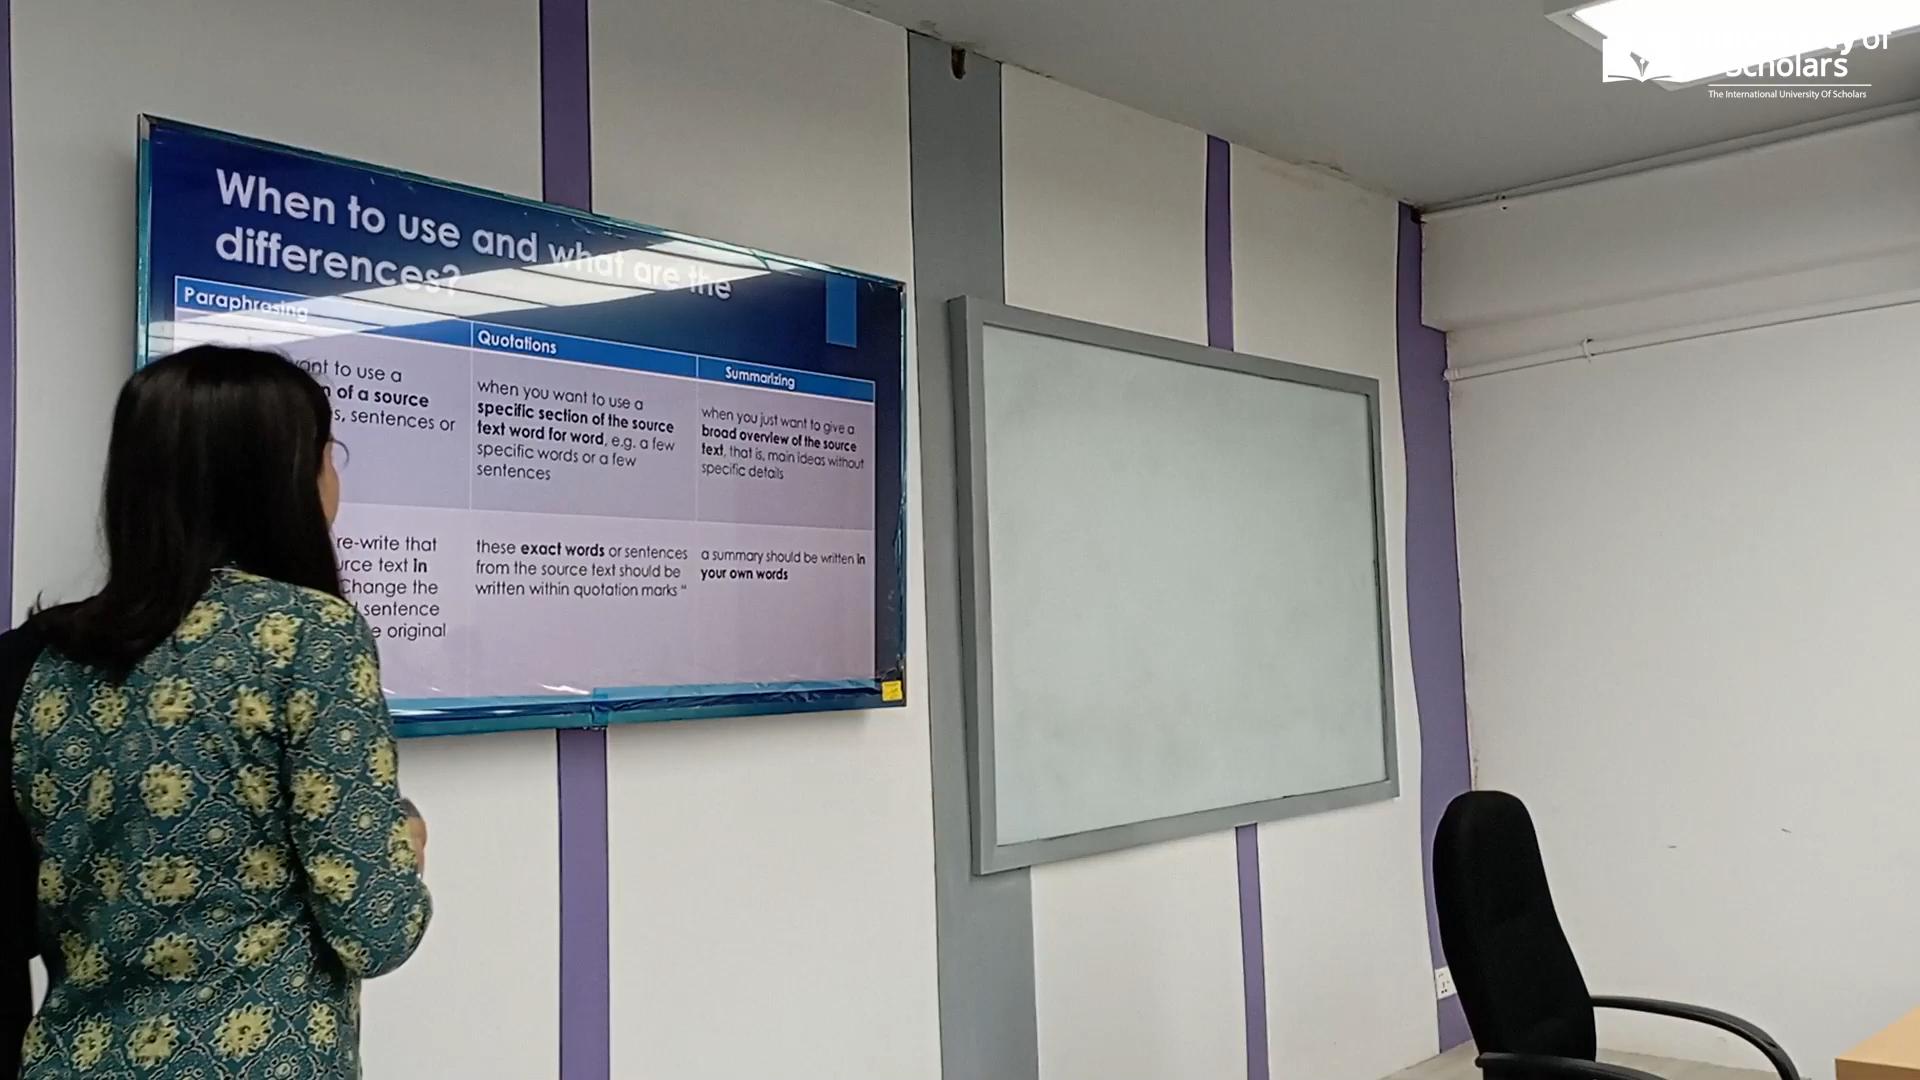 When to use and what are the
differences?
Paraphrasing
Quotations
Summarizing
to use a
of a source
sentences or
when you want to use a
specific section of the source
text word for word, e.g. a few
specific words or a few
sentences
when you just want to give a
broad overview of the source
text, that is, main ideas without
specific details
re-write that
text in
Change the
sentence
original
these exact words or sentences
from the source text should be
written within quotation marks “
a summary should be written in
your own words
of
Scholars
The International University Of Scholars